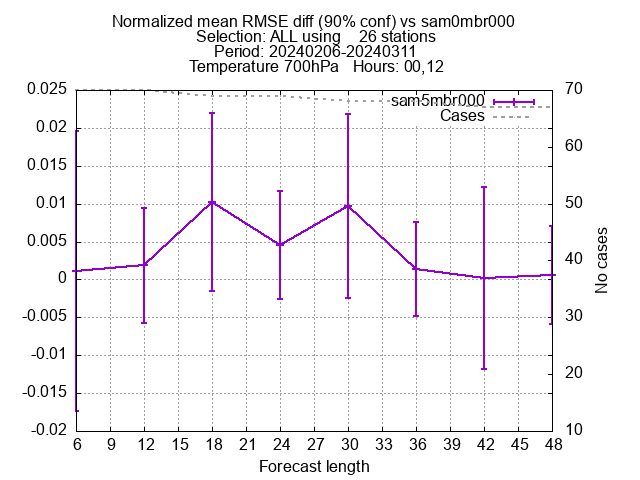 Normalized mean RMSE diff (90% conf) vs sam0mbr000
Selection: ALL using    26 stations
Period: 20240206-20240311
Temperature 700hPa   Hours: 00,12
sam5mbr000
Cases
0.025
0.02
0.015
0.01
0.005
0
-0.005
-0.01
-0.015
-0.02
70
60
50
40
30
20
10
No cases
6 9 12 15 18 21 24 27 30 33 36 39 42 45 48
Forecast length